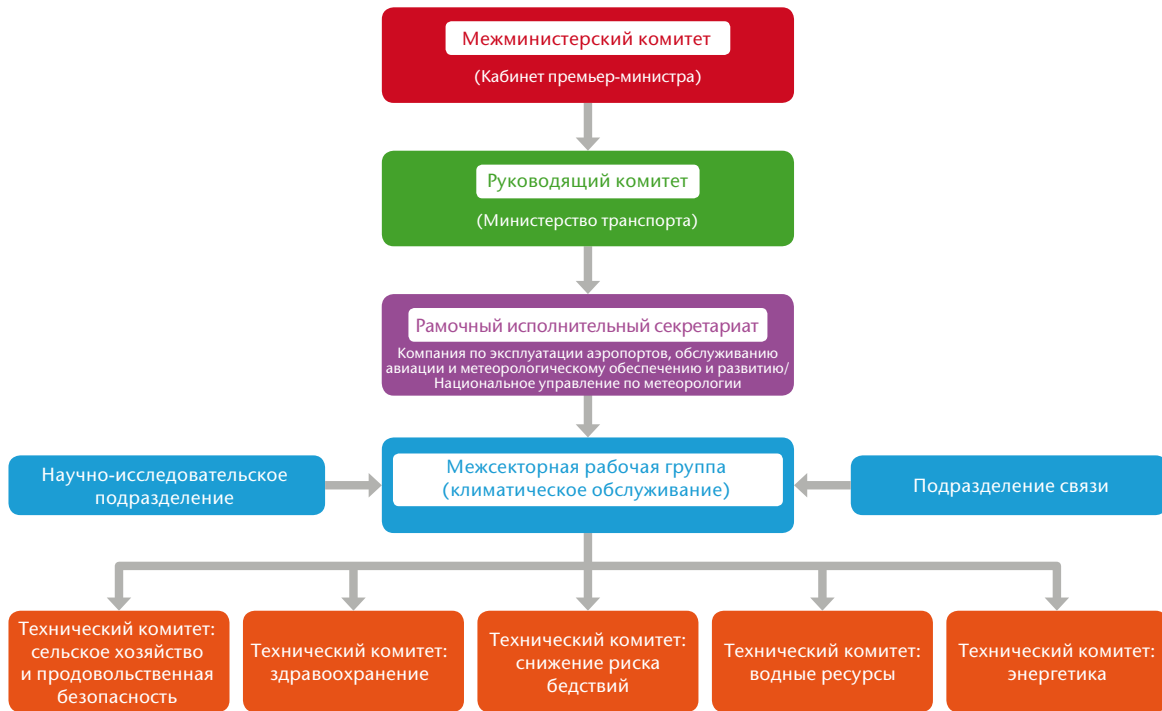 Межминистерский комитет
(Кабинет премьер-министра)
Руководящий комитет
(Министерство транспорта)
Рамочный исполнительный секретариат
Компания по эксплуатации аэропортов, обслуживанию
авиации и метеорологическому обеспечению и развитию/
Национальное управление по метеорологии
Научно-исследовательское
подразделение
Межсекторная рабочая группа
(климатическое обслуживание)
Подразделение связи
Технический комитет:
сельское хозяйство
и продовольственная
безопасность
Технический комитет:
здравоохранение
Технический комитет:
снижение риска
бедствий
Технический комитет:
водные ресурсы
Технический комитет:
энергетика